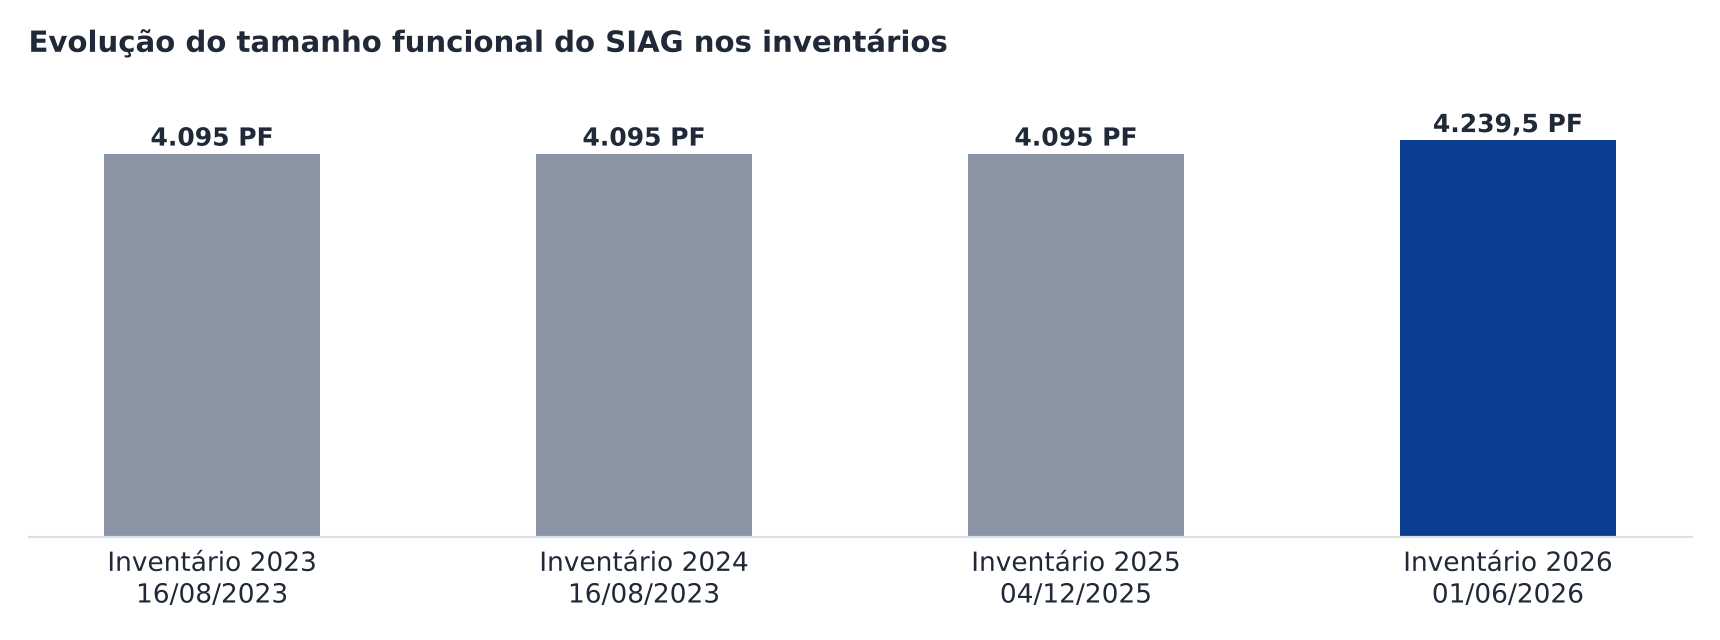 Evolução do tamanho funcional do SIAG nos inventários
4.095 PF
4.095 PF
4.095 PF
4.239,5 PF
Inventário 2023
16/08/2023
Inventário 2024
16/08/2023
Inventário 2025
04/12/2025
Inventário 2026
01/06/2026